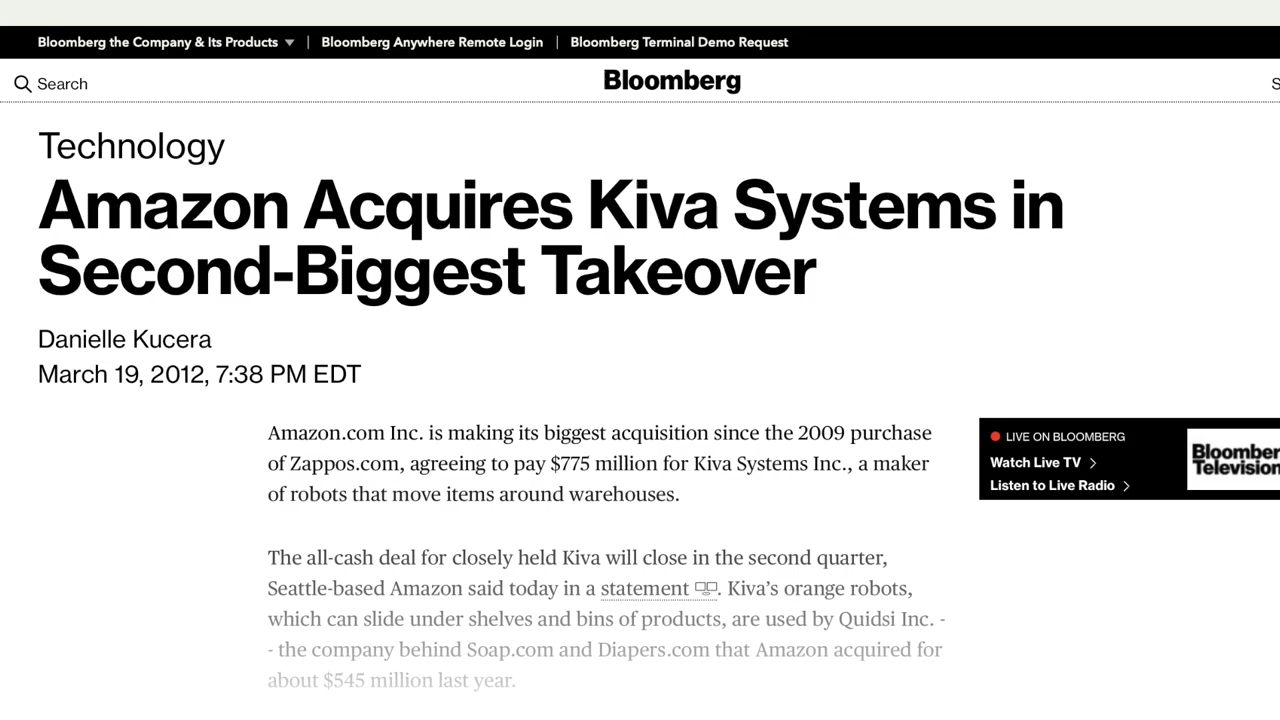 Bloomberg the Company & Its Products
Bloomberg Anywhere Remote Login
Bloomberg Terminal Demo Request
Search
Bloomberg
S
Technology
Amazon Acquires Kiva Systems in
Second-Biggest Takeover
Danielle Kucera
March 19, 2012, 7:38 PM EDT
Amazon.com Inc. is making its biggest acquisition since the 2009 purchase
of Zappos.com, agreeing to pay $775 million for Kiva Systems Inc., a maker
of robots that move items around warehouses.
The all-cash deal for closely held Kiva will close in the second quarter,
Seattle-based Amazon said today in a statement. Kiva’s orange robots,
which can slide under shelves and bins of products, are used by Quidsi Inc. -
- the company behind Soap.com and Diapers.com that Amazon acquired for
about $545 million last year.
LIVE ON BLOOMBERG
Watch Live TV
Listen to Live Radio
Bloomber
Television